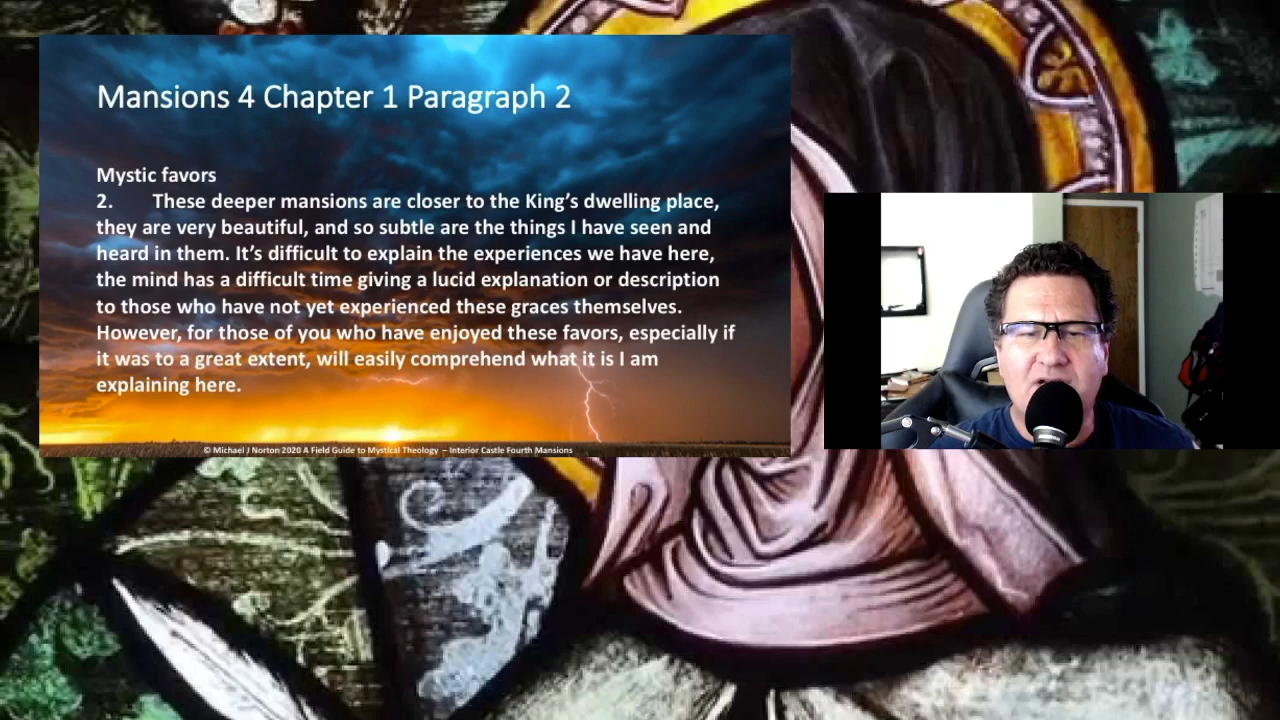 Mansions 4 Chapter 1 Paragraph 2
Mystic favors
2. These deeper mansions are closer to the King’s dwelling place,
they are very beautiful, and so subtle are the things I have seen and
heard in them. It’s difficult to explain the experiences we have here,
the mind has a difficult time giving a lucid explanation or description
to those who have not yet experienced these graces themselves.
However, for those of you who have enjoyed these favors, especially if
it was to a great extent, will easily comprehend what it is I am
explaining here.
© Michael J Norton 2020 A Field Guide to Mystical Theology – Interior Castle Fourth Mansions